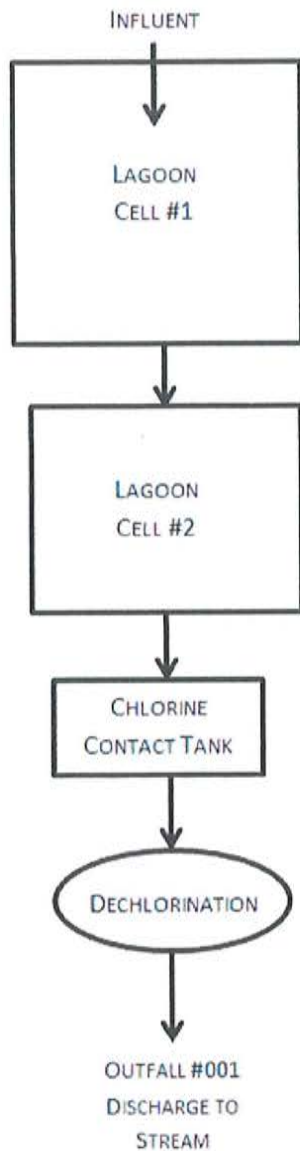 INFLUENT
LAGOON
CELL #1
LAGOON
CELL #2
CHLORINE
CONTACT TANK
DECHLORINATION
OUTFALL #001
DISCHARGE TO
STREAM